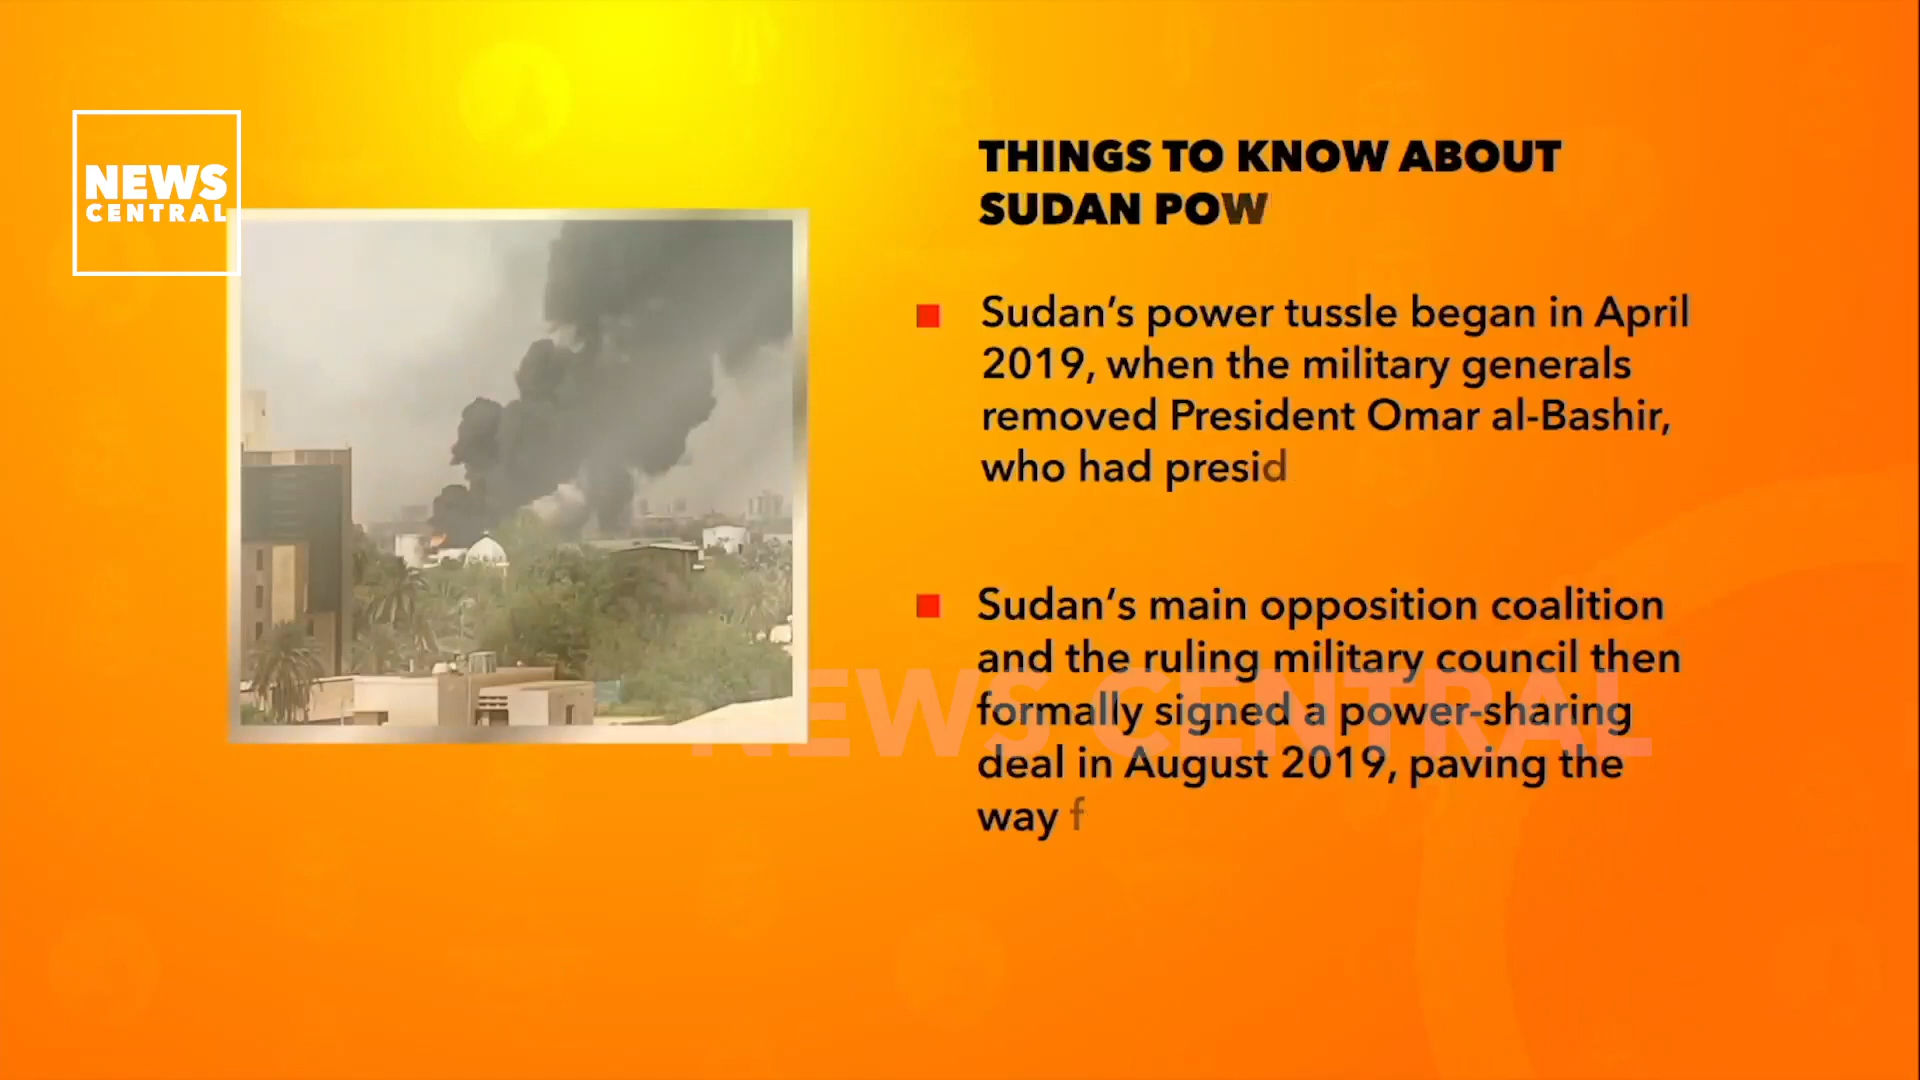 NEWS
CENTRAL
THINGS TO KNOW ABOUT
SUDAN POW
Sudan’s power tussle began in April
2019, when the military generals
removed President Omar al-Bashir,
who had presid
Sudan’s main opposition coalition
and the ruling military council then
formally signed a power-sharing
deal in August 2019, paving the
way f
NEWS CENTRAL